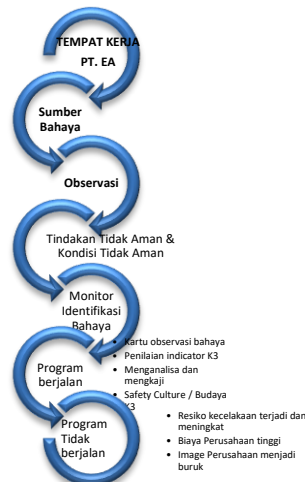 TEMPAT KERJA
PT. EA
Sumber
Bahaya
Observasi
Tindakan Tidak Aman &
Kondisi Tidak Aman
Monitor
Identifikasi
Bahaya
• Kartu observasi bahaya
• Penilaian indicator K3
• Menganalisa dan
mengkaji
• Safety Culture / Budaya
K3
Program
berjalan
Program
Tidak
berjalan
• Resiko kecelakaan terjadi dan
meningkat
• Biaya Perusahaan tinggi
• Image Perusahaan menjadi
buruk